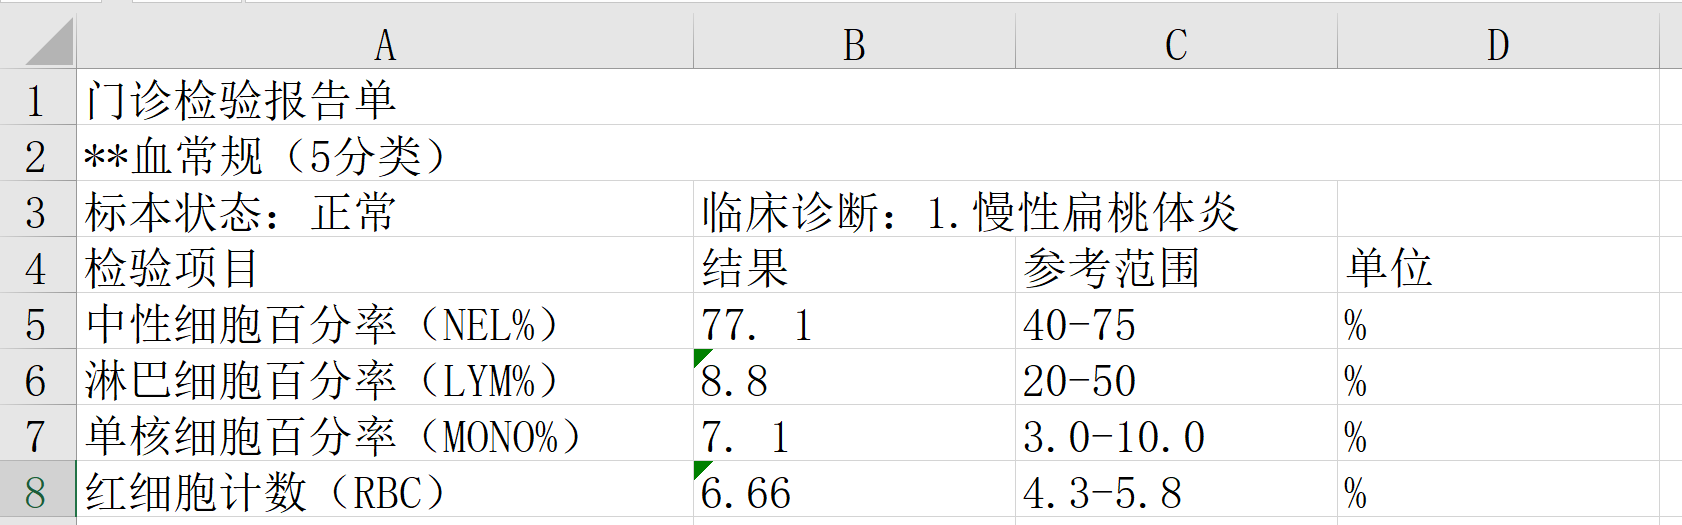 A B C D
1 门诊检验报告单
2 **血常规（5分类）
3 标本状态：正常 临床诊断：1.慢性扁桃体炎
4 检验项目 结果 参考范围 单位
5 中性细胞百分率（NEL%） 77. 1 40-75 %
6 淋巴细胞百分率（LYM%） 8.8 20-50 %
7 单核细胞百分率（MONO%） 7. 1 3.0-10.0 %
8 红细胞计数（RBC） 6.66 4.3-5.8 %